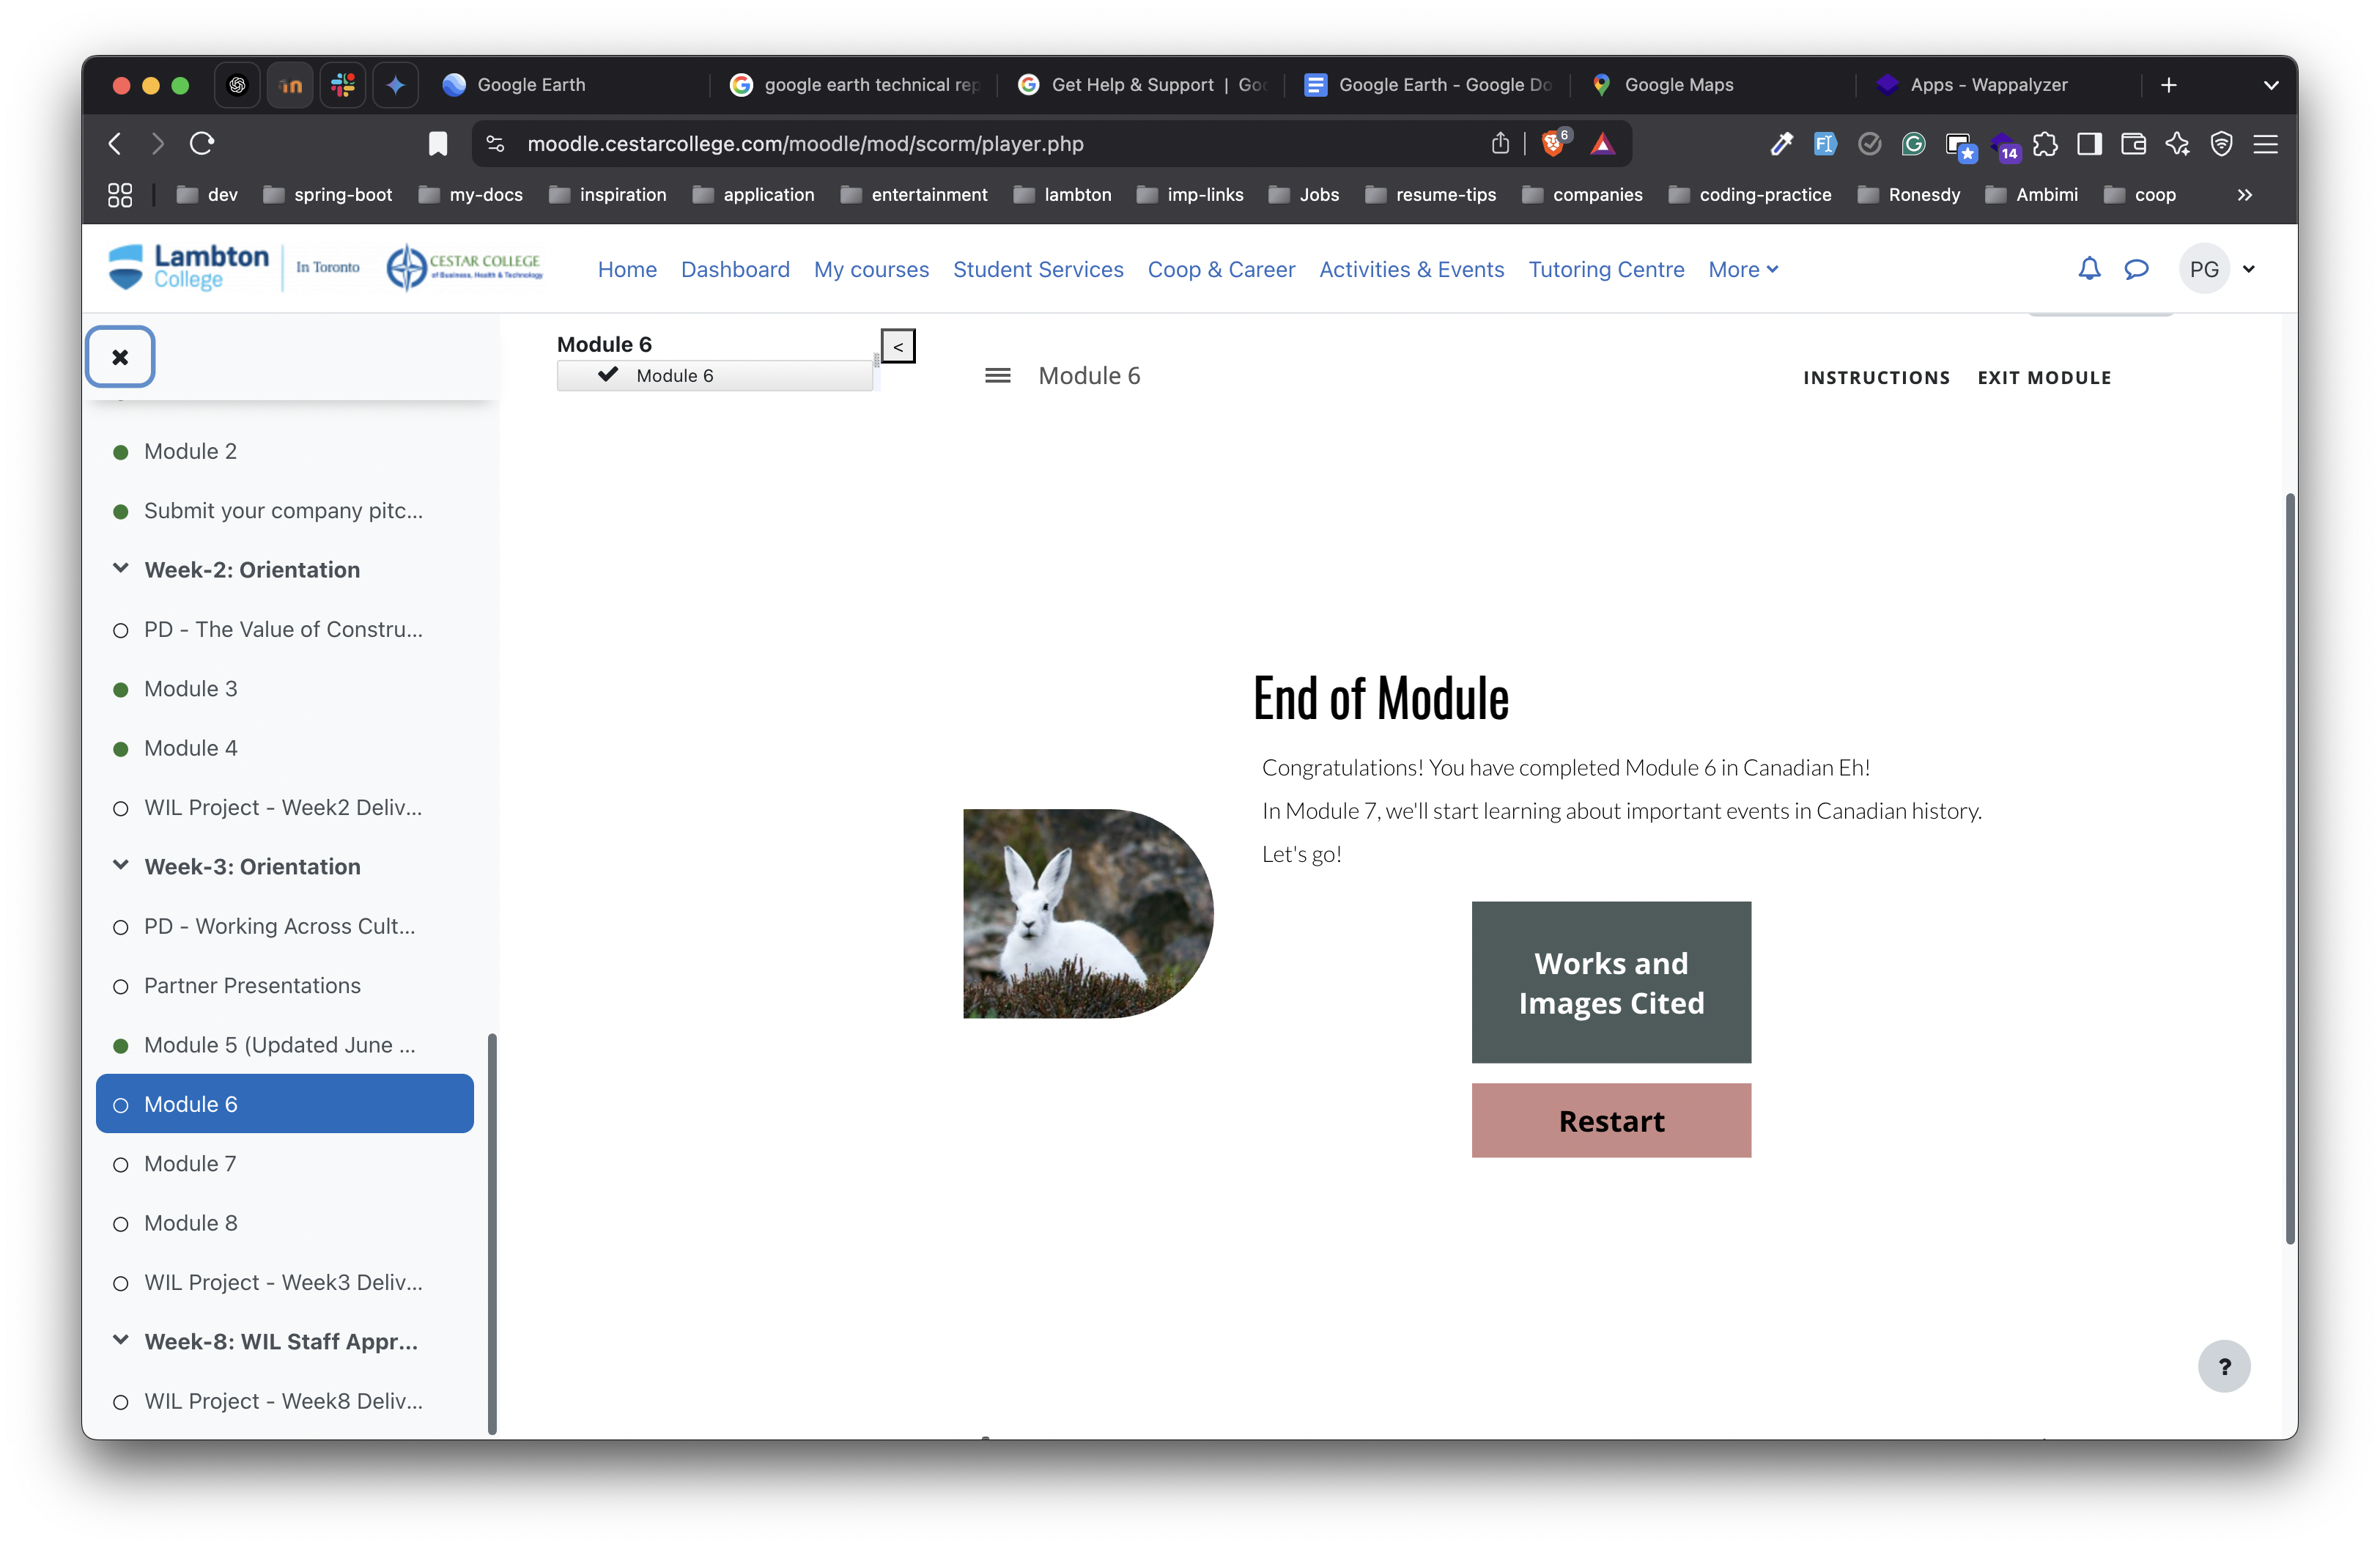 Google Earth
google earth technical rep
Get Help & Support | Goo
Google Earth - Google Do
Google Maps
Apps - Wappalyzer
moodle.cestarcollege.com/moodle/mod/scorm/player.php
6
14
dev
spring-boot
my-docs
inspiration
application
entertainment
lambton
imp-links
Jobs
resume-tips
companies
coding-practice
Ronesdy
Ambimi
coop
Lambton
College
In Toronto
CESTAR COLLEGE
of Business, Health & Technology
Home
Dashboard
My courses
Student Services
Coop & Career
Activities & Events
Tutoring Centre
More
PG
Module 2
Submit your company pitc...
Week-2: Orientation
PD - The Value of Constru...
Module 3
Module 4
WIL Project - Week2 Deliv...
Week-3: Orientation
PD - Working Across Cult...
Partner Presentations
Module 5 (Updated June ...
Module 6
Module 7
Module 8
WIL Project - Week3 Deliv...
Week-8: WIL Staff Appr...
WIL Project - Week8 Deliv...
Module 6
Module 6
<
Module 6
INSTRUCTIONS
EXIT MODULE
End of Module
Congratulations! You have completed Module 6 in Canadian Eh!
In Module 7, we'll start learning about important events in Canadian history.
Let's go!
Works and
Images Cited
Restart
?